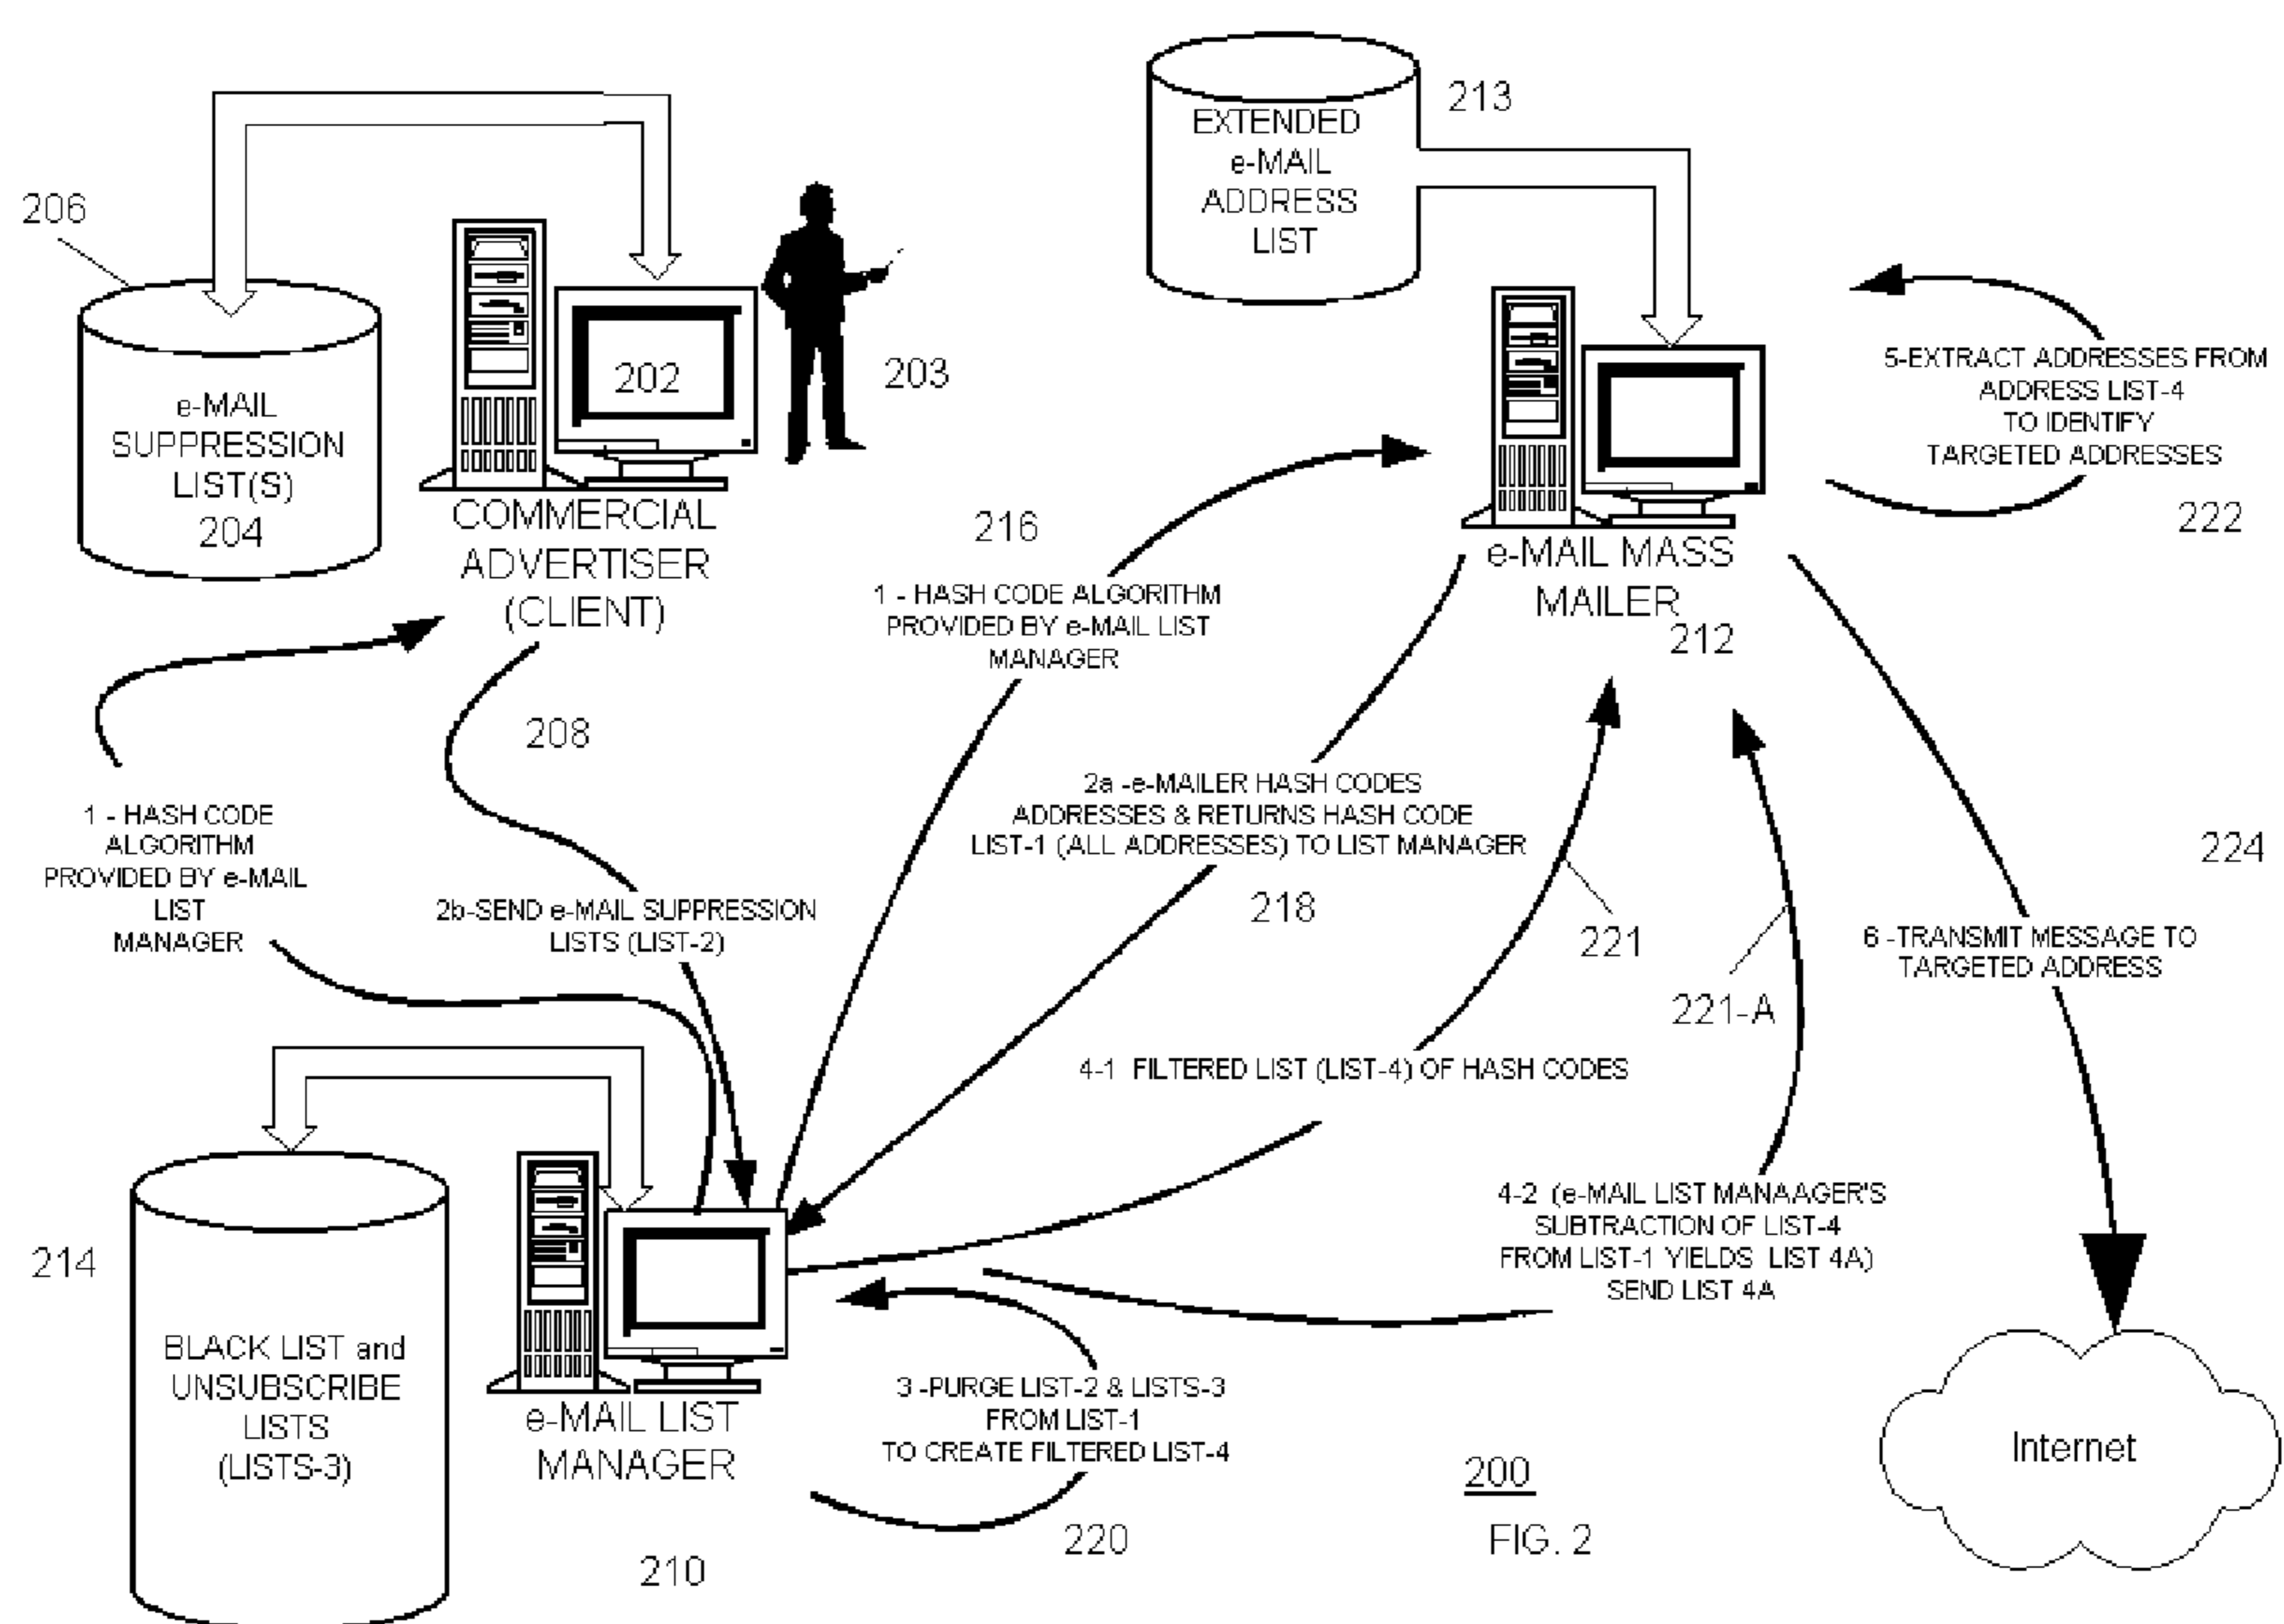 206
e-MAIL
SUPPRESSION
LIST(S)
204
202
203
COMMERCIAL
ADVERTISER
(CLIENT)
EXTENDED
e-MAIL
ADDRESS
LIST
213
5-EXTRACT ADDRESSES FROM
ADDRESS LIST-4
TO IDENTIFY
TARGETED ADDRESSES
222
e-MAIL MASS
MAILER
212
216
1 - HASH CODE ALGORITHM
PROVIDED BY e-MAIL LIST
MANAGER
208
1 - HASH CODE
ALGORITHM
PROVIDED BY e-MAIL
LIST
MANAGER
2b-SEND e-MAIL SUPPRESSION
LISTS (LIST-2)
2a -e-MAILER HASH CODES
ADDRESSES & RETURNS HASH CODE
LIST-1 (ALL ADDRESSES) TO LIST MANAGER
218
221
221-A
224
6 -TRANSMIT MESSAGE TO
TARGETED ADDRESS
4-1 FILTERED LIST (LIST-4) OF HASH CODES
4-2 (e-MAIL LIST MANAAGER'S
SUBTRACTION OF LIST-4
FROM LIST-1 YIELDS LIST 4A)
SEND LIST 4A
214
BLACK LIST and
UNSUBSCRIBE
LISTS
(LISTS-3)
e-MAIL LIST
MANAGER
210
3 -PURGE LIST-2 & LISTS-3
FROM LIST-1
TO CREATE FILTERED LIST-4
220
Internet
200
FIG. 2